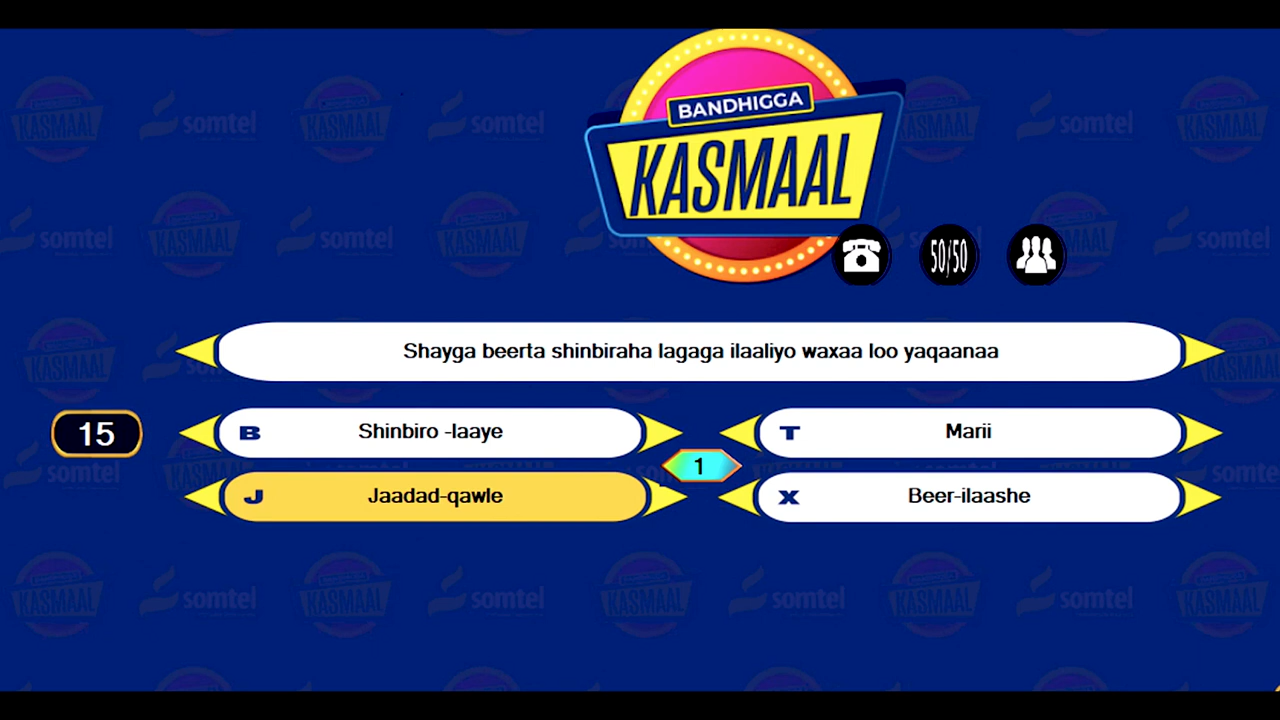 BANDHIGGA
KASMAAL
50/50
Shayga beerta shinbiraha lagaga ilaaliyo waxaa loo yaqaanaa
15
B Shinbiro -laaye
T Marii
1
J Jaadad-qawle
X Beer-ilaashe
somtel